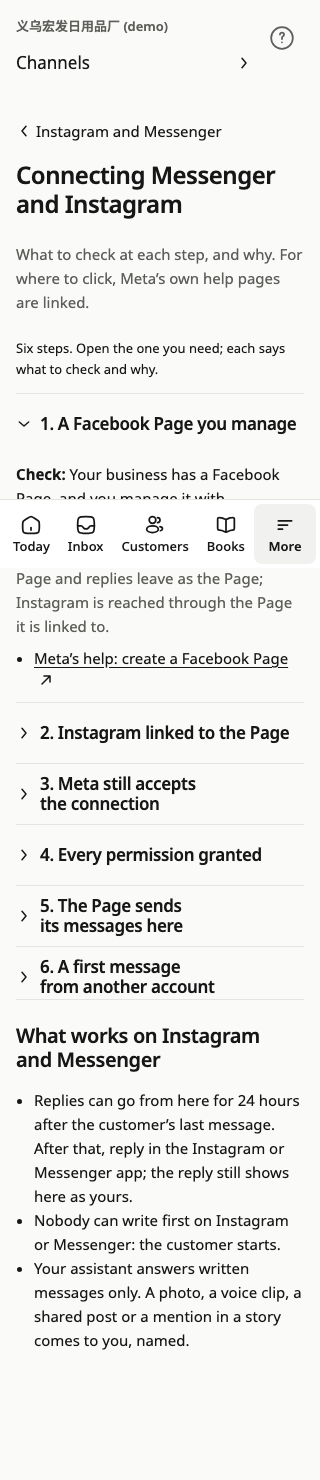 义乌宏发日用品厂 (demo)
Channels
Instagram and Messenger
Connecting Messenger
and Instagram
What to check at each step, and why. For
where to click, Meta’s own help pages
are linked.
Six steps. Open the one you need; each says
what to check and why.
1. A Facebook Page you manage
Check: Your business has a Facebook
Page, and you manage it with
Today
Inbox
Customers
Books
More
Page and replies leave as the Page;
Instagram is reached through the Page
it is linked to.
• Meta’s help: create a Facebook Page
↗
2. Instagram linked to the Page
3. Meta still accepts
the connection
4. Every permission granted
5. The Page sends
its messages here
6. A first message
from another account
What works on Instagram
and Messenger
• Replies can go from here for 24 hours
after the customer’s last message.
After that, reply in the Instagram or
Messenger app; the reply still shows
here as yours.
• Nobody can write first on Instagram
or Messenger: the customer starts.
• Your assistant answers written
messages only. A photo, a voice clip, a
shared post or a mention in a story
comes to you, named.